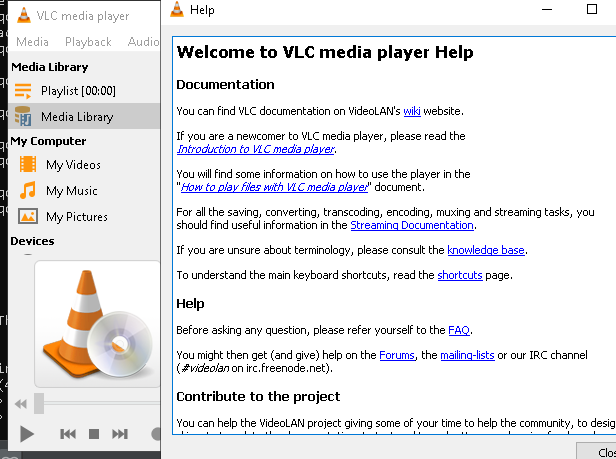 VLC media player
Media Playback Audio
Media Library
Playlist [00:00]
Media Library
My Computer
My Videos
My Music
My Pictures
Devices
Help
Welcome to VLC media player Help
Documentation
You can find VLC documentation on VideoLAN's wiki website.
If you are a newcomer to VLC media player, please read the
Introduction to VLC media player.
You will find some information on how to use the player in the
"How to play files with VLC media player" document.
For all the saving, converting, transcoding, encoding, muxing and streaming tasks, you
should find useful information in the Streaming Documentation.
If you are unsure about terminology, please consult the knowledge base.
To understand the main keyboard shortcuts, read the shortcuts page.
Help
Before asking any question, please refer yourself to the FAQ.
You might then get (and give) help on the Forums, the mailing-lists or our IRC channel
(#videolan on irc.freenode.net).
Contribute to the project
You can help the VideoLAN project giving some of your time to help the community, to desig
Clos